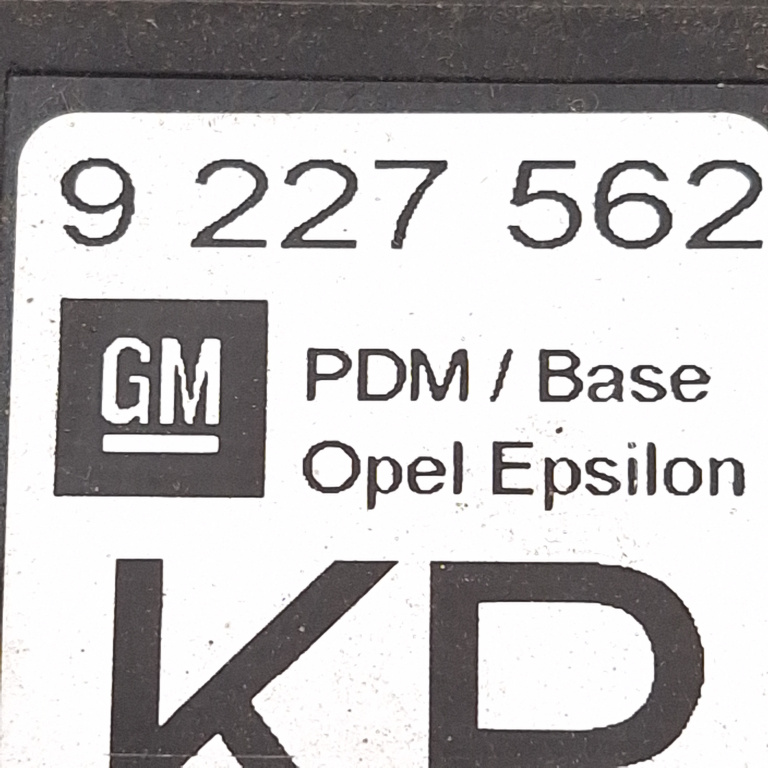 9 227 562
GM
PDM / Base
Opel Epsilon
KP